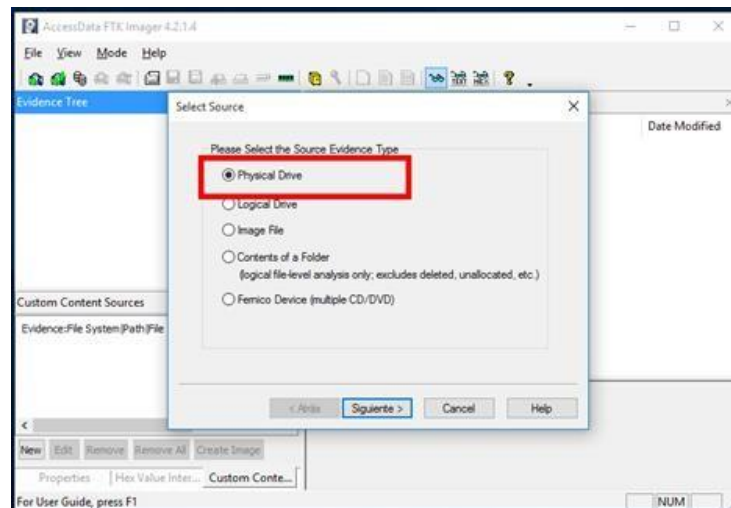 AccessData FTK Imager 4.2.1.4
File View Mode Help
Evidence Tree
Select Source
Date Modified
Please Select the Source Evidence Type
Physical Drive
Logical Drive
Image File
Contents of a Folder
(logical file-level analysis only; excludes deleted, unallocated, etc.)
Femico Device (multiple CD/DVD)
Custom Content Sources
Evidence:File System|Path|File
< Atrás Siguiente > Cancel Help
New Edit Remove Remove All Create Image
Properties Hex Value Inter... Custom Conte...
For User Guide, press F1
NUM